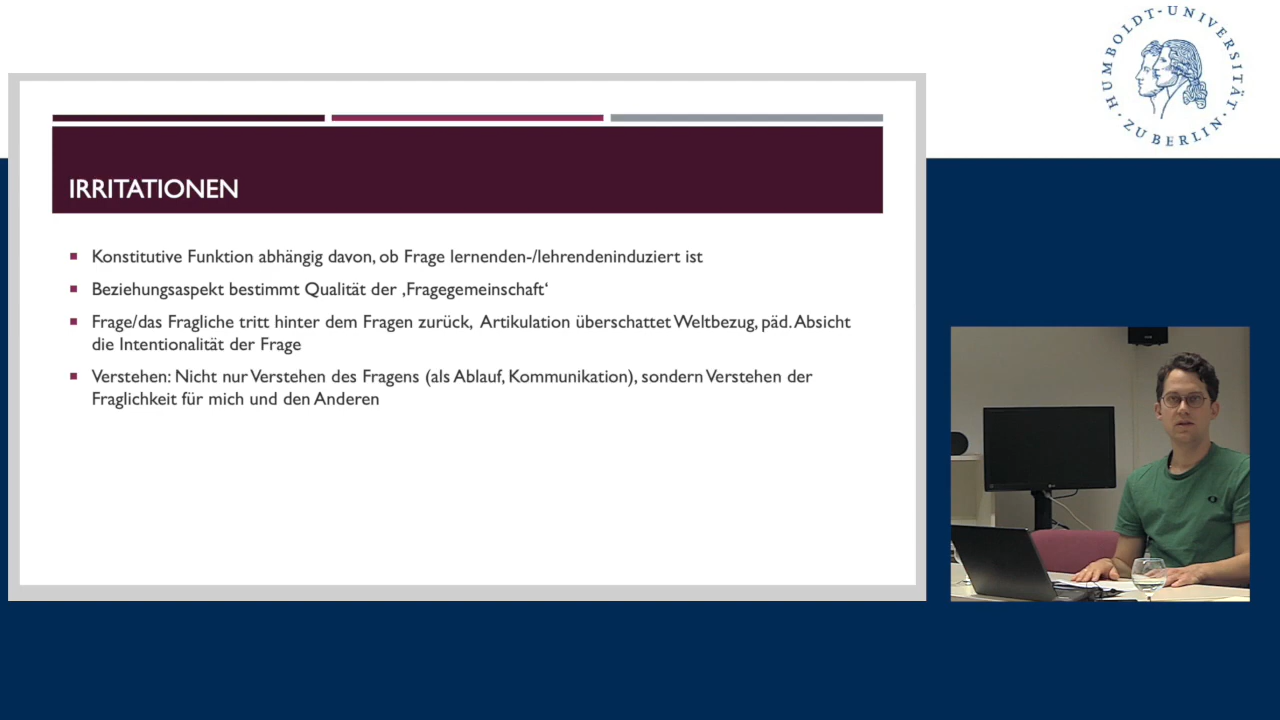 HUMBOLDT-UNIVERSITÄT
ZU BERLIN
IRRITATIONEN
Konstitutive Funktion abhängig davon, ob Frage lernenden-/lehrendeninduziert ist
Beziehungsaspekt bestimmt Qualität der ‚Fragegemeinschaft‘
Frage/das Fragliche tritt hinter dem Fragen zurück, Artikulation überschattet Weltbezug, päd. Absicht
die Intentionalität der Frage
Verstehen: Nicht nur Verstehen des Fragens (als Ablauf, Kommunikation), sondern Verstehen der
Fraglichkeit für mich und den Anderen